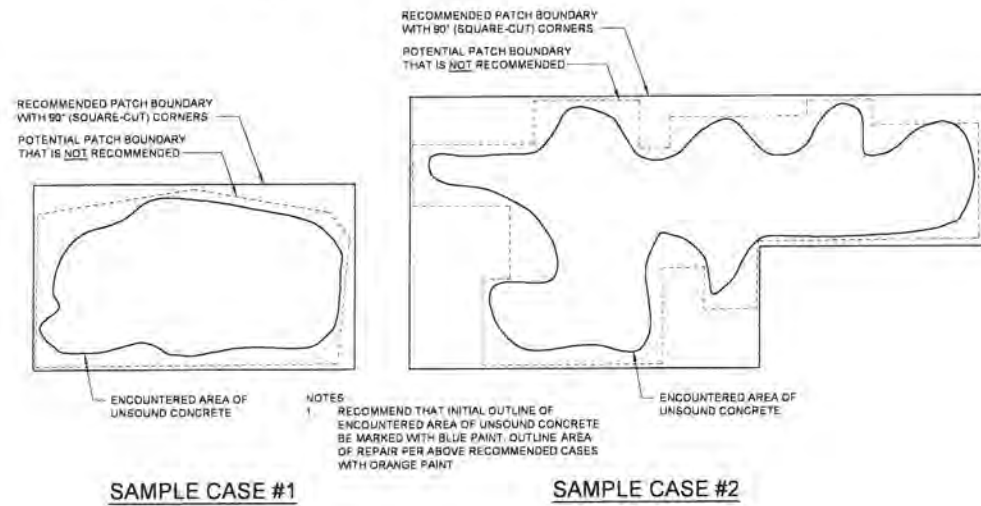 RECOMMENDED PATCH BOUNDARY
WITH 90° (SQUARE-CUT) CORNERS
POTENTIAL PATCH BOUNDARY
THAT IS NOT RECOMMENDED
RECOMMENDED PATCH BOUNDARY
WITH 90° (SQUARE-CUT) CORNERS
POTENTIAL PATCH BOUNDARY
THAT IS NOT RECOMMENDED
ENCOUNTERED AREA OF
UNSOUND CONCRETE
NOTES
1. RECOMMEND THAT INITIAL OUTLINE OF
ENCOUNTERED AREA OF UNSOUND CONCRETE
BE MARKED WITH BLUE PAINT. OUTLINE AREA
OF REPAIR PER ABOVE RECOMMENDED CASES
WITH ORANGE PAINT
ENCOUNTERED AREA OF
UNSOUND CONCRETE
SAMPLE CASE #1
SAMPLE CASE #2